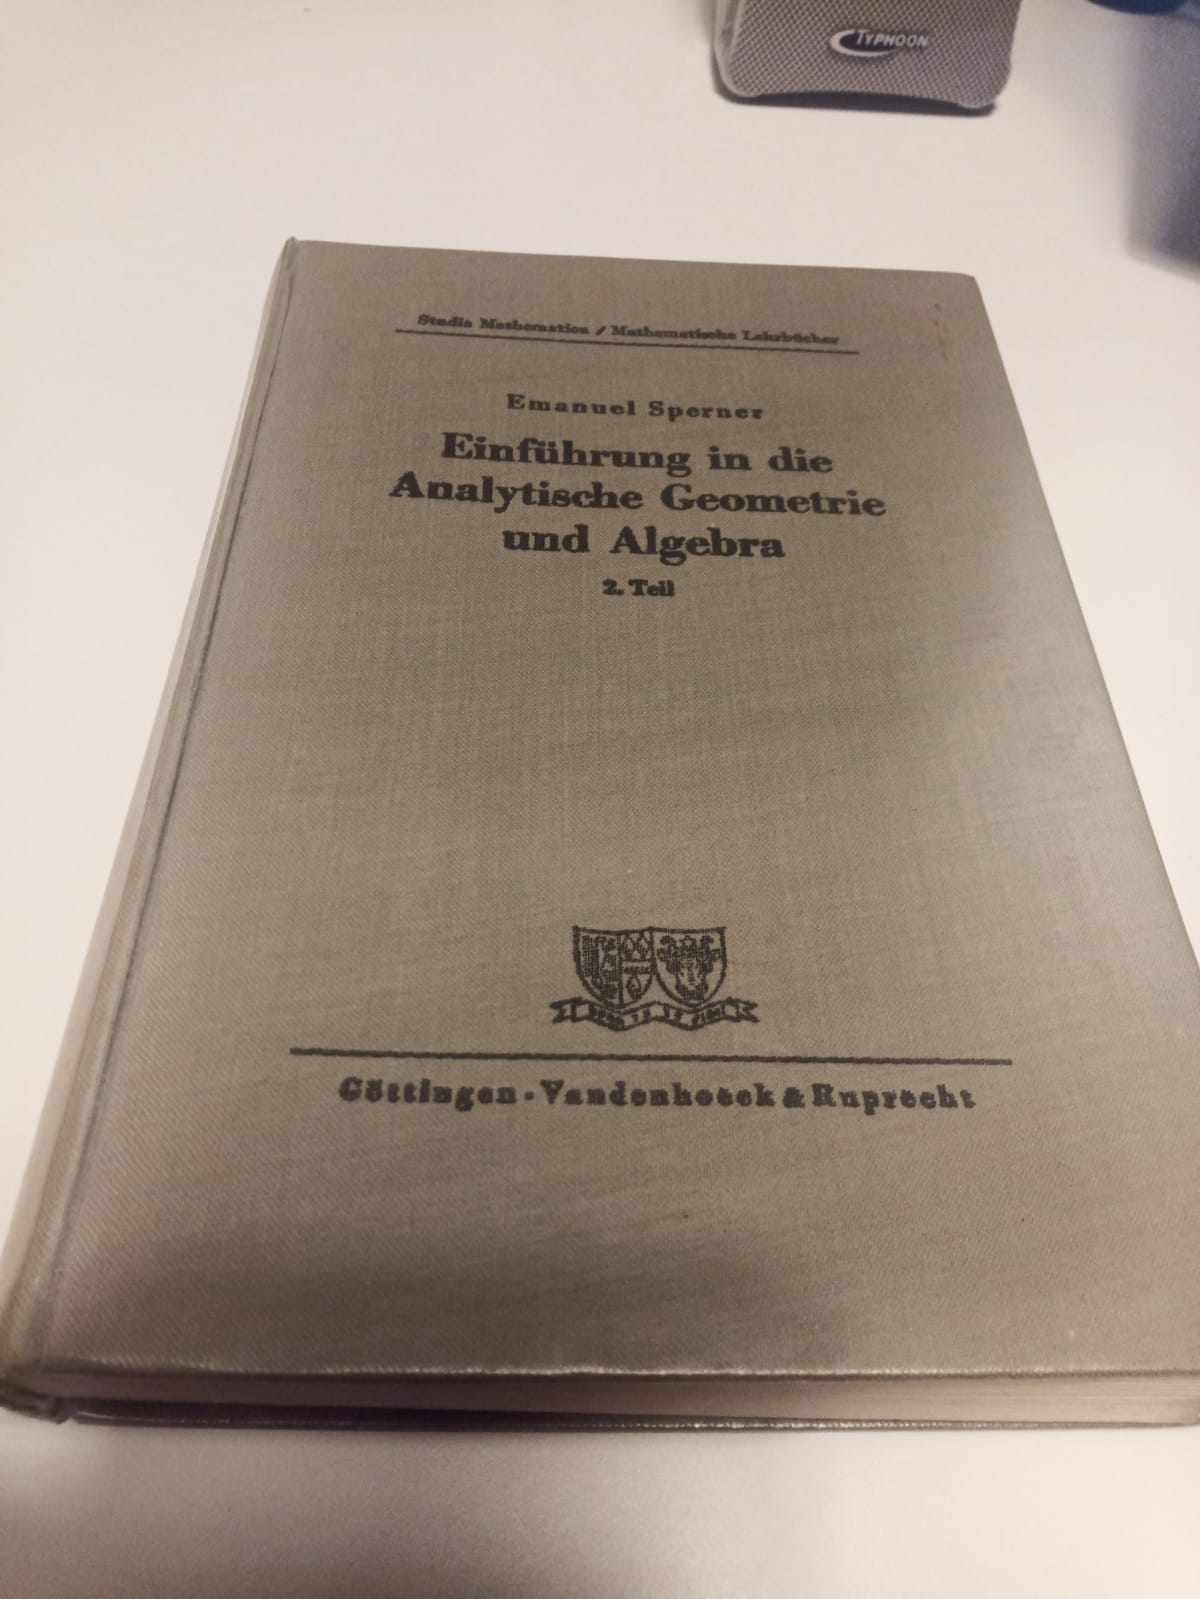 TYPHOON
Studia Mathematica / Mathematische Lehrbücher
Emanuel Sperner
Einführung in die
Analytische Geometrie
und Algebra
2. Teil
Göttingen · Vandenhoeck & Ruprecht